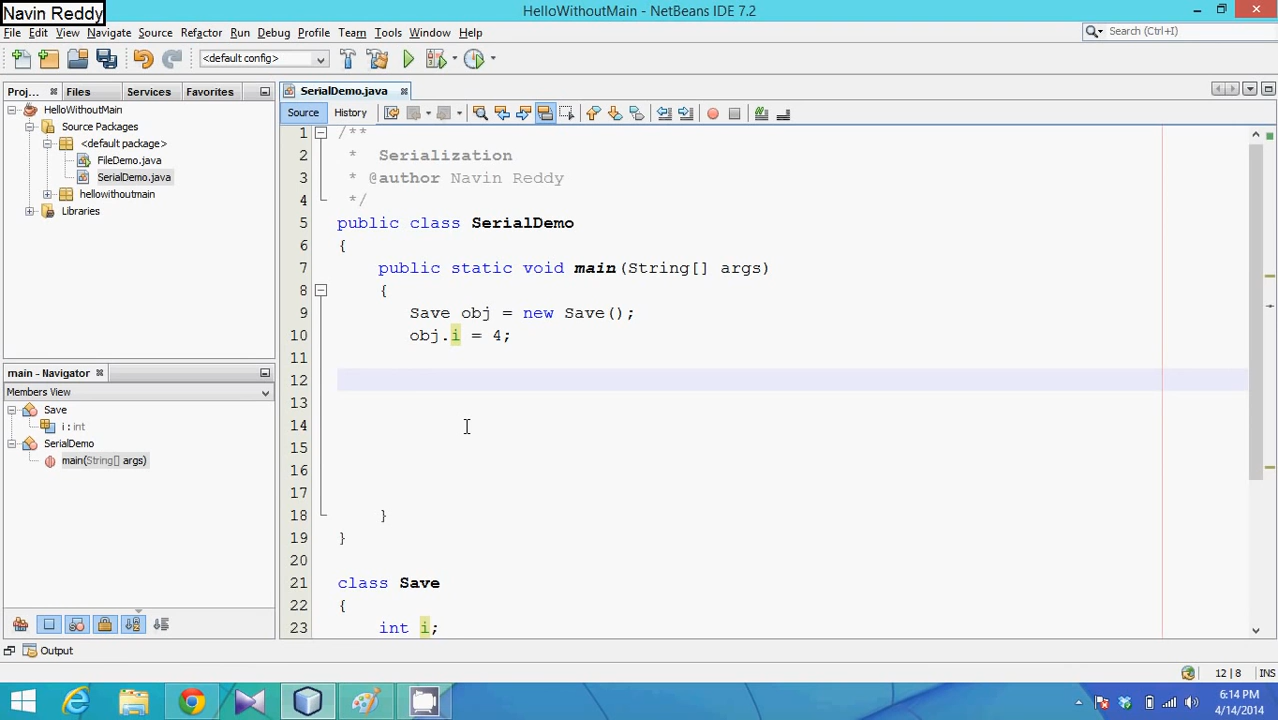 Navin Reddy
HelloWithoutMain - NetBeans IDE 7.2
File Edit View Navigate Source Refactor Run Debug Profile Team Tools Window Help
Search (Ctrl+I)
<default config>
Proj... Files Services Favorites
SerialDemo.java
Source History
HelloWithoutMain
Source Packages
<default package>
FileDemo.java
SerialDemo.java
hellowithoutmain
Libraries
main - Navigator
Members View
Save
i : int
SerialDemo
main(String[] args)
1 /**
2 * Serialization
3 * @author Navin Reddy
4 */
5 public class SerialDemo
6 {
7 public static void main(String[] args)
8 {
9 Save obj = new Save();
10 obj.i = 4;
11
12
13
14
15
16
17
18 }
19 }
20
21 class Save
22 {
23 int i;
Output
12 | 8 INS
6:14 PM
4/14/2014